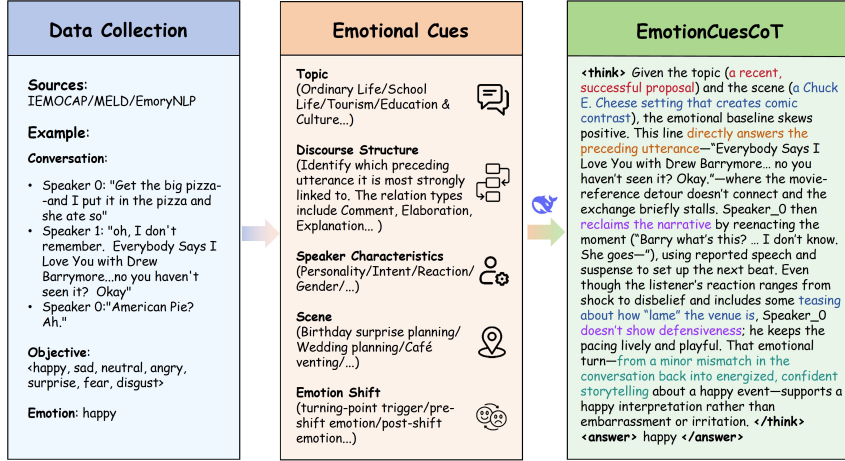 Data Collection
Sources:
IEMOCAP/MELD/EmoryNLP
Example:
Conversation:
• Speaker 0: "Get the big pizza-
-and I put it in the pizza and
she ate so"
• Speaker 1: "oh, I don't
remember. Everybody Says I
Love You with Drew
Barrymore...no you haven't
seen it? Okay"
• Speaker 0:"American Pie?
Ah."
Objective:
<happy, sad, neutral, angry,
surprise, fear, disgust>
Emotion: happy
Emotional Cues
Topic
(Ordinary Life/School
Life/Tourism/Education &
Culture...)
Discourse Structure
(Identify which preceding
utterance it is most strongly
linked to. The relation types
include Comment, Elaboration,
Explanation... )
Speaker Characteristics
(Personality/Intent/Reaction/
Gender/...)
Scene
(Birthday surprise planning/
Wedding planning/Café
venting/...)
Emotion Shift
(turning-point trigger/pre-
shift emotion/post-shift
emotion...)
EmotionCuesCoT
<think> Given the topic (a recent,
successful proposal) and the scene (a Chuck
E. Cheese setting that creates comic
contrast), the emotional baseline skews
positive. This line directly answers the
preceding utterance—“Everybody Says I
Love You with Drew Barrymore… no you
haven’t seen it? Okay.”—where the movie-
reference detour doesn’t connect and the
exchange briefly stalls. Speaker_0 then
reclaims the narrative by reenacting the
moment (“Barry what’s this? … I don’t know.
She goes—”), using reported speech and
suspense to set up the next beat. Even
though the listener’s reaction ranges from
shock to disbelief and includes some teasing
about how “lame” the venue is, Speaker_0
doesn’t show defensiveness; he keeps the
pacing lively and playful. That emotional
turn—from a minor mismatch in the
conversation back into energized, confident
storytelling about a happy event—supports a
happy interpretation rather than
embarrassment or irritation. </think>
<answer> happy </answer>